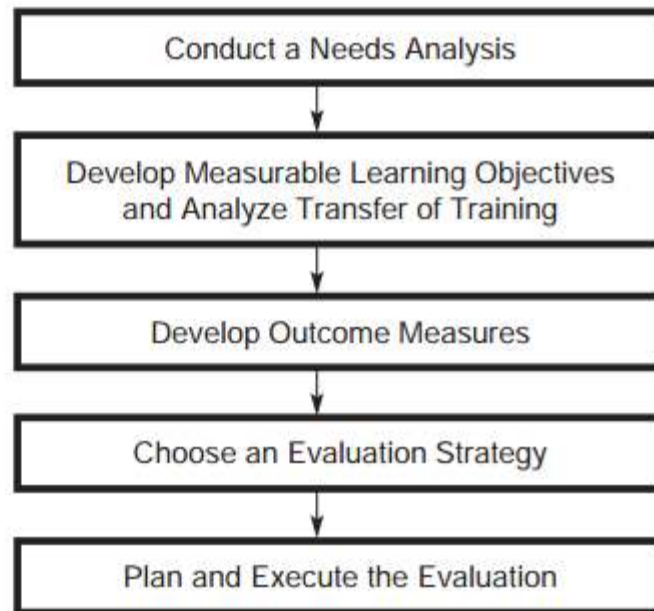 Conduct a Needs Analysis
Develop Measurable Learning Objectives
and Analyze Transfer of Training
Develop Outcome Measures
Choose an Evaluation Strategy
Plan and Execute the Evaluation